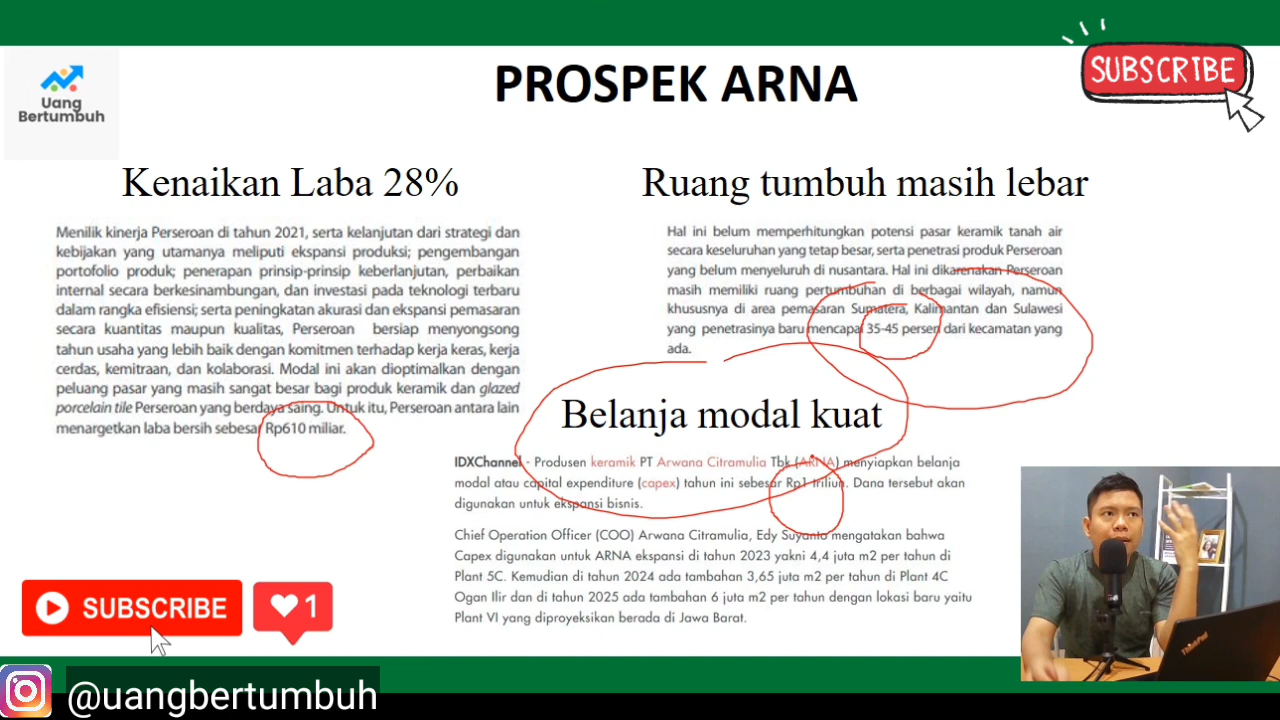 PROSPEK ARNA
SUBSCRIBE
Uang
Bertumbuh
Kenaikan Laba 28%
Menilik kinerja Perseroan di tahun 2021, serta kelanjutan dari strategi dan
kebijakan yang utamanya meliputi ekspansi produksi; pengembangan
portofolio produk; penerapan prinsip-prinsip keberlanjutan, perbaikan
internal secara berkesinambungan, dan investasi pada teknologi terbaru
dalam rangka efisiensi; serta peningkatan akurasi dan ekspansi pemasaran
secara kuantitas maupun kualitas, Perseroan bersiap menyongsong
tahun usaha yang lebih baik dengan komitmen terhadap kerja keras, kerja
cerdas, kemitraan, dan kolaborasi. Modal ini akan dioptimalkan dengan
peluang pasar yang masih sangat besar bagi produk keramik dan glazed
porcelain tile Perseroan yang berdaya saing. Untuk itu, Perseroan antara lain
menargetkan laba bersih sebesar Rp610 miliar.
Ruang tumbuh masih lebar
Hal ini belum memperhitungkan potensi pasar keramik tanah air
secara keseluruhan yang tetap besar, serta penetrasi produk Perseroan
yang belum menyeluruh di nusantara. Hal ini dikarenakan Perseroan
masih memiliki ruang pertumbuhan di berbagai wilayah, namun
khususnya di area pemasaran Sumatera, Kalimantan dan Sulawesi
yang penetrasinya baru mencapai 35-45 persen dari kecamatan yang
ada.
Belanja modal kuat
IDXChannel - Produsen keramik PT Arwana Citramulia Tbk (ARNA) menyiapkan belanja
modal atau capital expenditure (capex) tahun ini sebesar Rp1 triliun. Dana tersebut akan
digunakan untuk ekspansi bisnis.
Chief Operation Officer (COO) Arwana Citramulia, Edy Suyanto mengatakan bahwa
Capex digunakan untuk ARNA ekspansi di tahun 2023 yakni 4,4 juta m2 per tahun di
Plant 5C. Kemudian di tahun 2024 ada tambahan 3,65 juta m2 per tahun di Plant 4C
Ogan Ilir dan di tahun 2025 ada tambahan 6 juta m2 per tahun dengan lokasi baru yaitu
Plant VI yang diproyeksikan berada di Jawa Barat.
SUBSCRIBE
1
ThinkPad
@uangbertumbuh